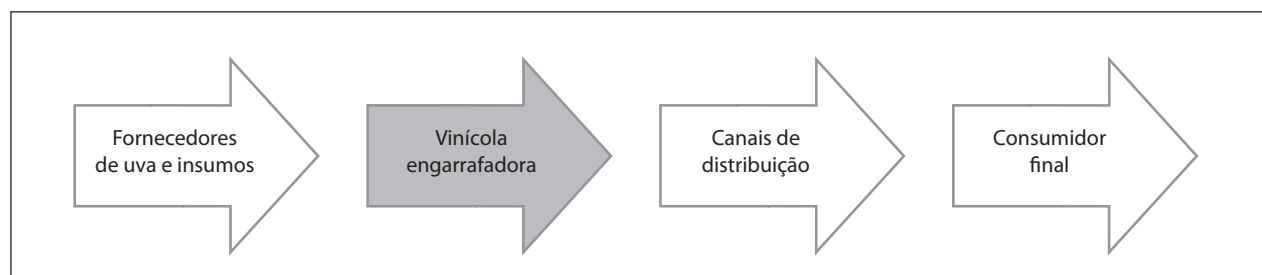 Fornecedores
de uva e insumos
Vinícola
engarrafadora
Canais de
distribuição
Consumidor
final